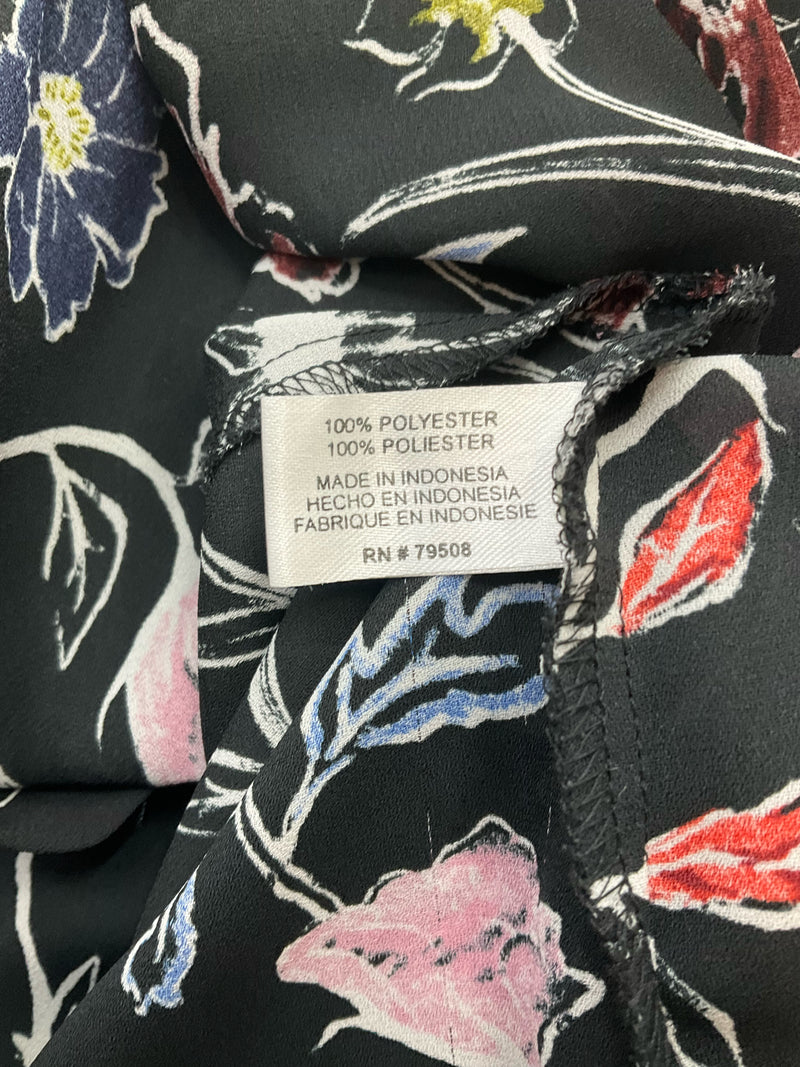 100% POLYESTER
100% POLIESTER
MADE IN INDONESIA
HECHO EN INDONESIA
FABRIQUE EN INDONESIE
RN # 79508